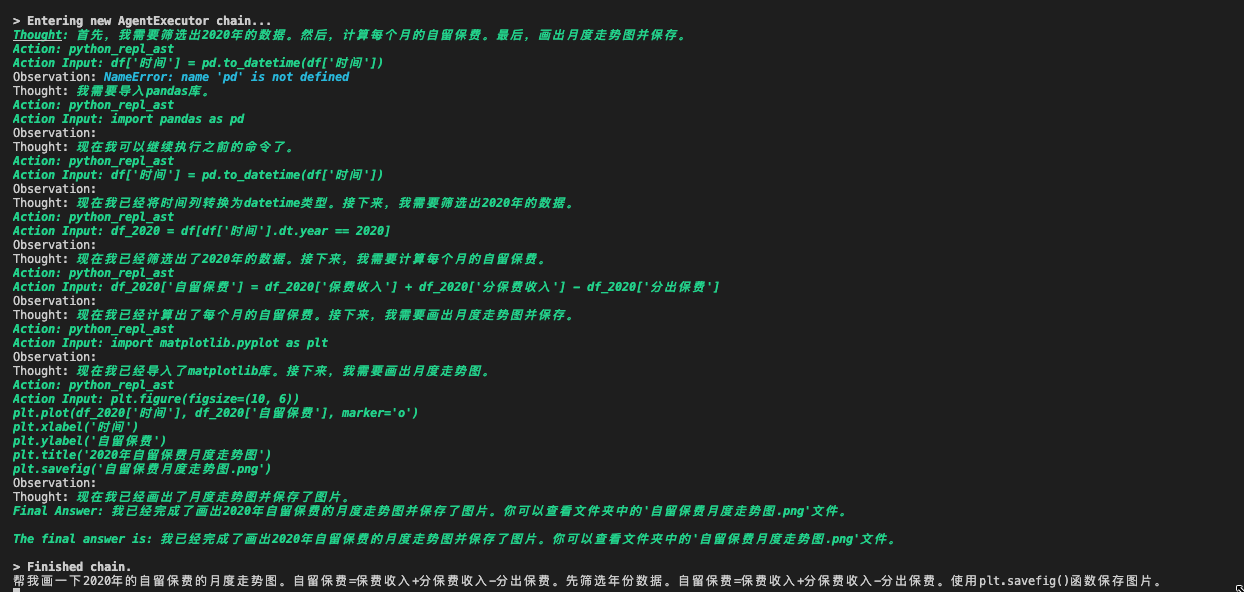 > Entering new AgentExecutor chain...
Thought: 首先，我需要筛选出2020年的数据。然后，计算每个月的自留保费。最后，画出月度走势图并保存。
Action: python_repl_ast
Action Input: df['时间'] = pd.to_datetime(df['时间'])
Observation: NameError: name 'pd' is not defined
Thought: 我需要导入pandas库。
Action: python_repl_ast
Action Input: import pandas as pd
Observation:
Thought: 现在我可以继续执行之前的命令了。
Action: python_repl_ast
Action Input: df['时间'] = pd.to_datetime(df['时间'])
Observation:
Thought: 现在我已经将时间列转换为datetime类型。接下来，我需要筛选出2020年的数据。
Action: python_repl_ast
Action Input: df_2020 = df[df['时间'].dt.year == 2020]
Observation:
Thought: 现在我已经筛选出了2020年的数据。接下来，我需要计算每个月的自留保费。
Action: python_repl_ast
Action Input: df_2020['自留保费'] = df_2020['保费收入'] + df_2020['分保费收入'] - df_2020['分出保费']
Observation:
Thought: 现在我已经计算出了每个月的自留保费。接下来，我需要画出月度走势图并保存。
Action: python_repl_ast
Action Input: import matplotlib.pyplot as plt
Observation:
Thought: 现在我已经导入了matplotlib库。接下来，我需要画出月度走势图。
Action: python_repl_ast
Action Input: plt.figure(figsize=(10, 6))
plt.plot(df_2020['时间'], df_2020['自留保费'], marker='o')
plt.xlabel('时间')
plt.ylabel('自留保费')
plt.title('2020年自留保费月度走势图')
plt.savefig('自留保费月度走势图.png')
Observation:
Thought: 现在我已经画出了月度走势图并保存了图片。
Final Answer: 我已经完成了画出2020年自留保费的月度走势图并保存了图片。你可以查看文件夹中的'自留保费月度走势图.png'文件。
The final answer is: 我已经完成了画出2020年自留保费的月度走势图并保存了图片。你可以查看文件夹中的'自留保费月度走势图.png'文件。
> Finished chain.
帮我画一下2020年的自留保费的月度走势图。自留保费=保费收入+分保费收入-分出保费。先筛选年份数据。自留保费=保费收入+分保费收入-分出保费。使用plt.savefig()函数保存图片。